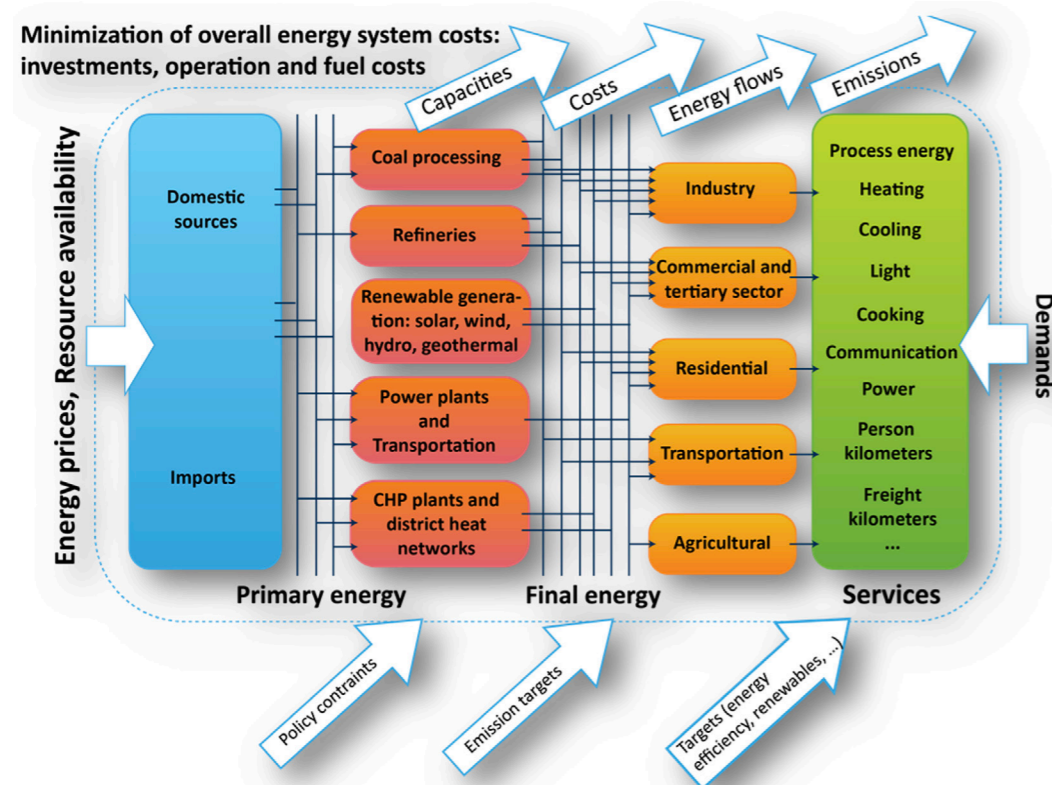 Minimization of overall energy system costs:
investments, operation and fuel costs
Capacities
Costs
Energy flows
Emissions
Energy prices, Resource availability
Domestic
sources
Imports
Coal processing
Refineries
Renewable genera-
tion: solar, wind,
hydro, geothermal
Power plants
and
Transportation
CHP plants and
district heat
networks
Industry
Commercial and
tertiary sector
Residential
Transportation
Agricultural
Process energy
Heating
Cooling
Light
Cooking
Communication
Power
Person
kilometers
Freight
kilometers
...
Demands
Primary energy
Final energy
Services
Policy contraints
Emission targets
Targets (energy
efficiency, renewables, ...)